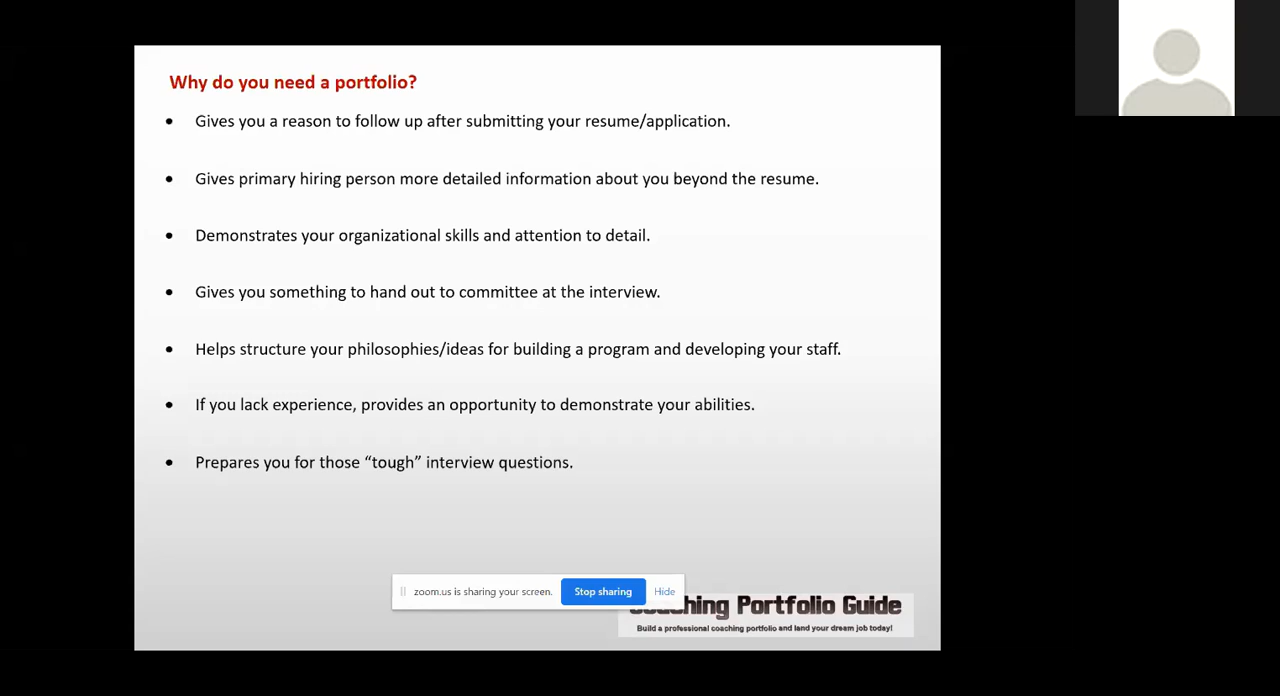 Why do you need a portfolio?
• Gives you a reason to follow up after submitting your resume/application.
• Gives primary hiring person more detailed information about you beyond the resume.
• Demonstrates your organizational skills and attention to detail.
• Gives you something to hand out to committee at the interview.
• Helps structure your philosophies/ideas for building a program and developing your staff.
• If you lack experience, provides an opportunity to demonstrate your abilities.
• Prepares you for those “tough” interview questions.
zoom.us is sharing your screen. Stop sharing Hide
Coaching Portfolio Guide
Build a professional coaching portfolio and land your dream job today!